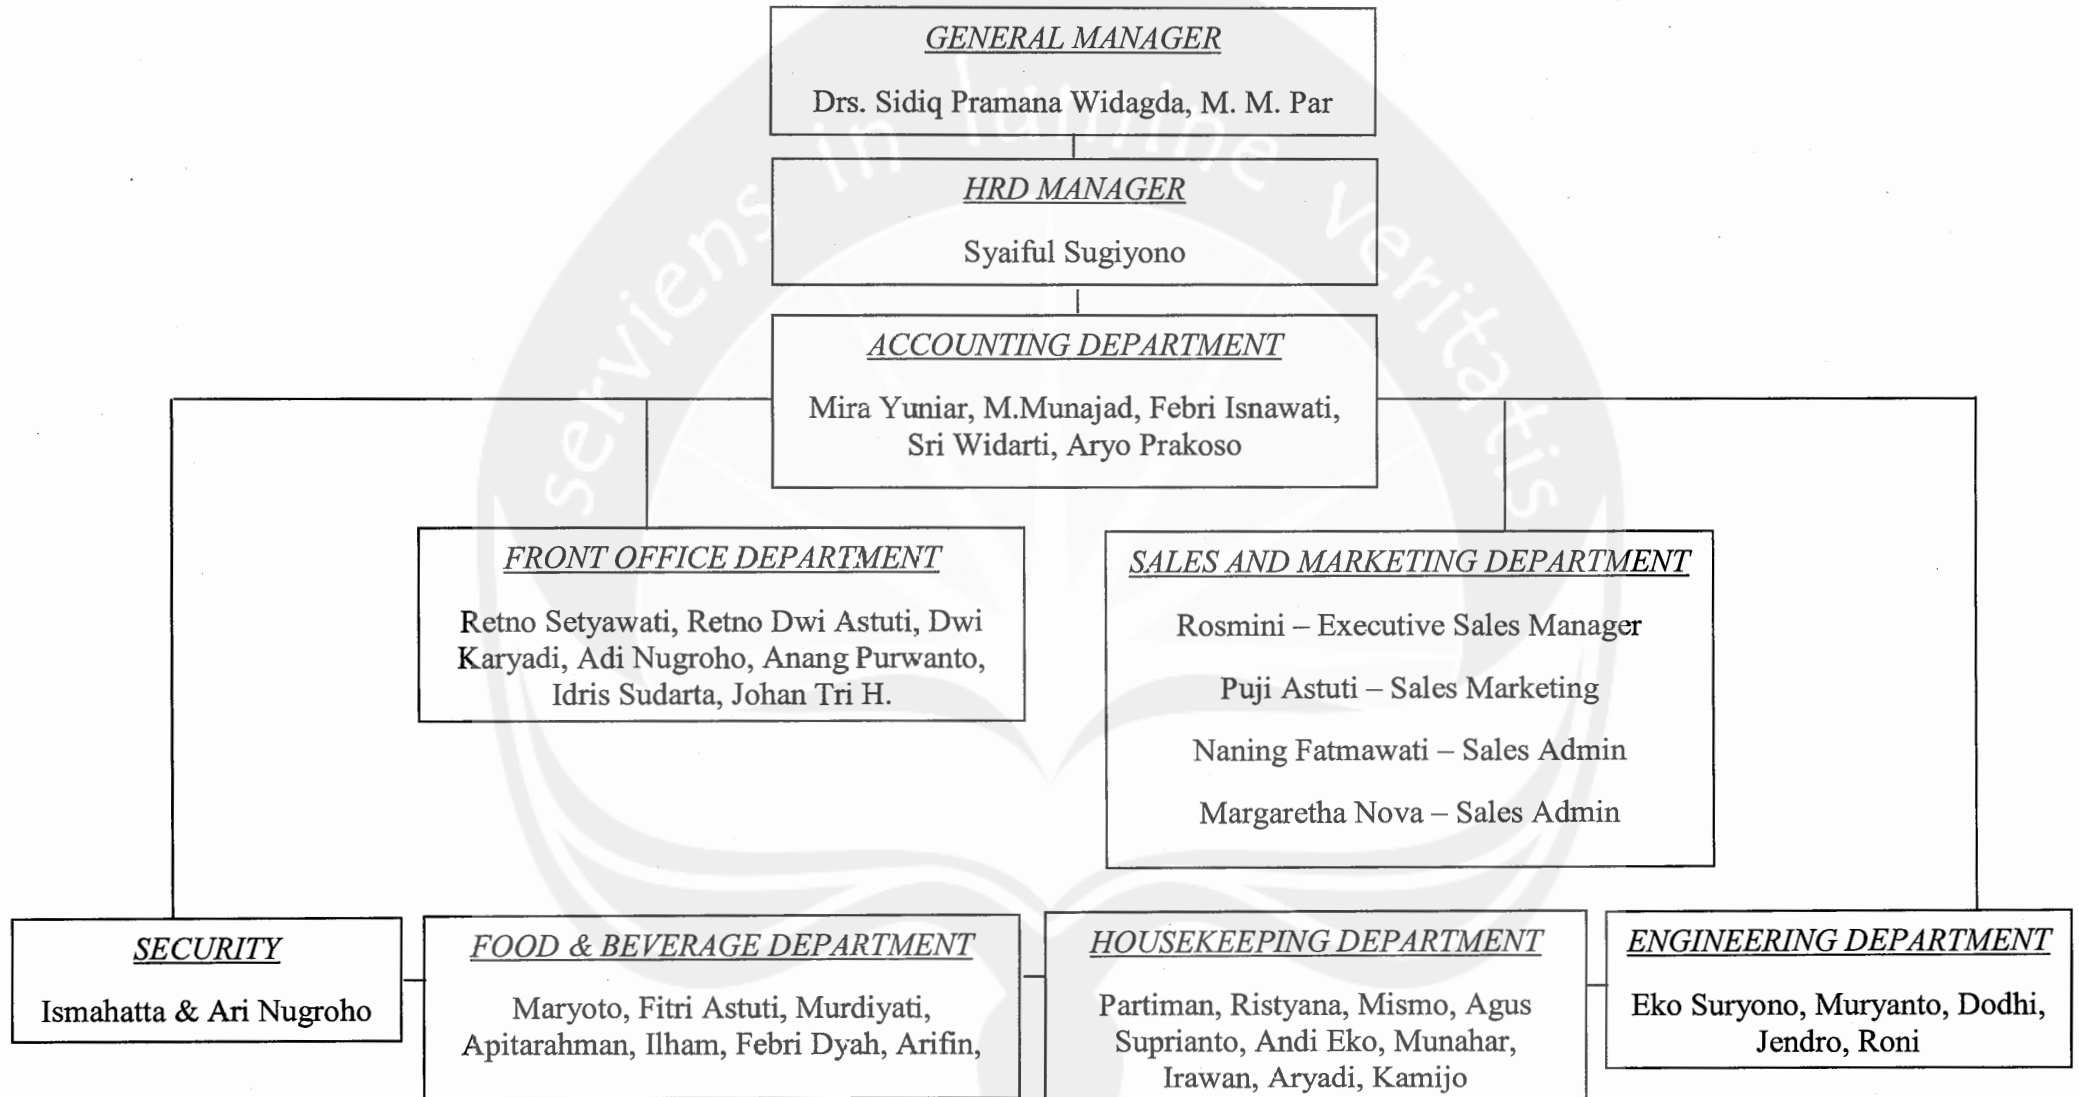 GENERAL MANAGER
Drs. Sidiq Pramana Widagda, M. M. Par
HRD MANAGER
Syaiful Sugiyono
ACCOUNTING DEPARTMENT
Mira Yuniar, M.Munajad, Febri Isnawati,
Sri Widarti, Aryo Prakoso
FRONT OFFICE DEPARTMENT
Retno Setyawati, Retno Dwi Astuti, Dwi
Karyadi, Adi Nugroho, Anang Purwanto,
Idris Sudarta, Johan Tri H.
SALES AND MARKETING DEPARTMENT
Rosmini – Executive Sales Manager
Puji Astuti – Sales Marketing
Naning Fatmawati – Sales Admin
Margaretha Nova – Sales Admin
SECURITY
Ismahatta & Ari Nugroho
FOOD & BEVERAGE DEPARTMENT
Maryoto, Fitri Astuti, Murdiyati,
Apitarahman, Ilham, Febri Dyah, Arifin,
HOUSEKEEPING DEPARTMENT
Partiman, Ristyana, Mismo, Agus
Suprianto, Andi Eko, Munahar,
Irawan, Aryadi, Kamijo
ENGINEERING DEPARTMENT
Eko Suryono, Muryanto, Dodhi,
Jendro, Roni
serviens in lumine veritatis